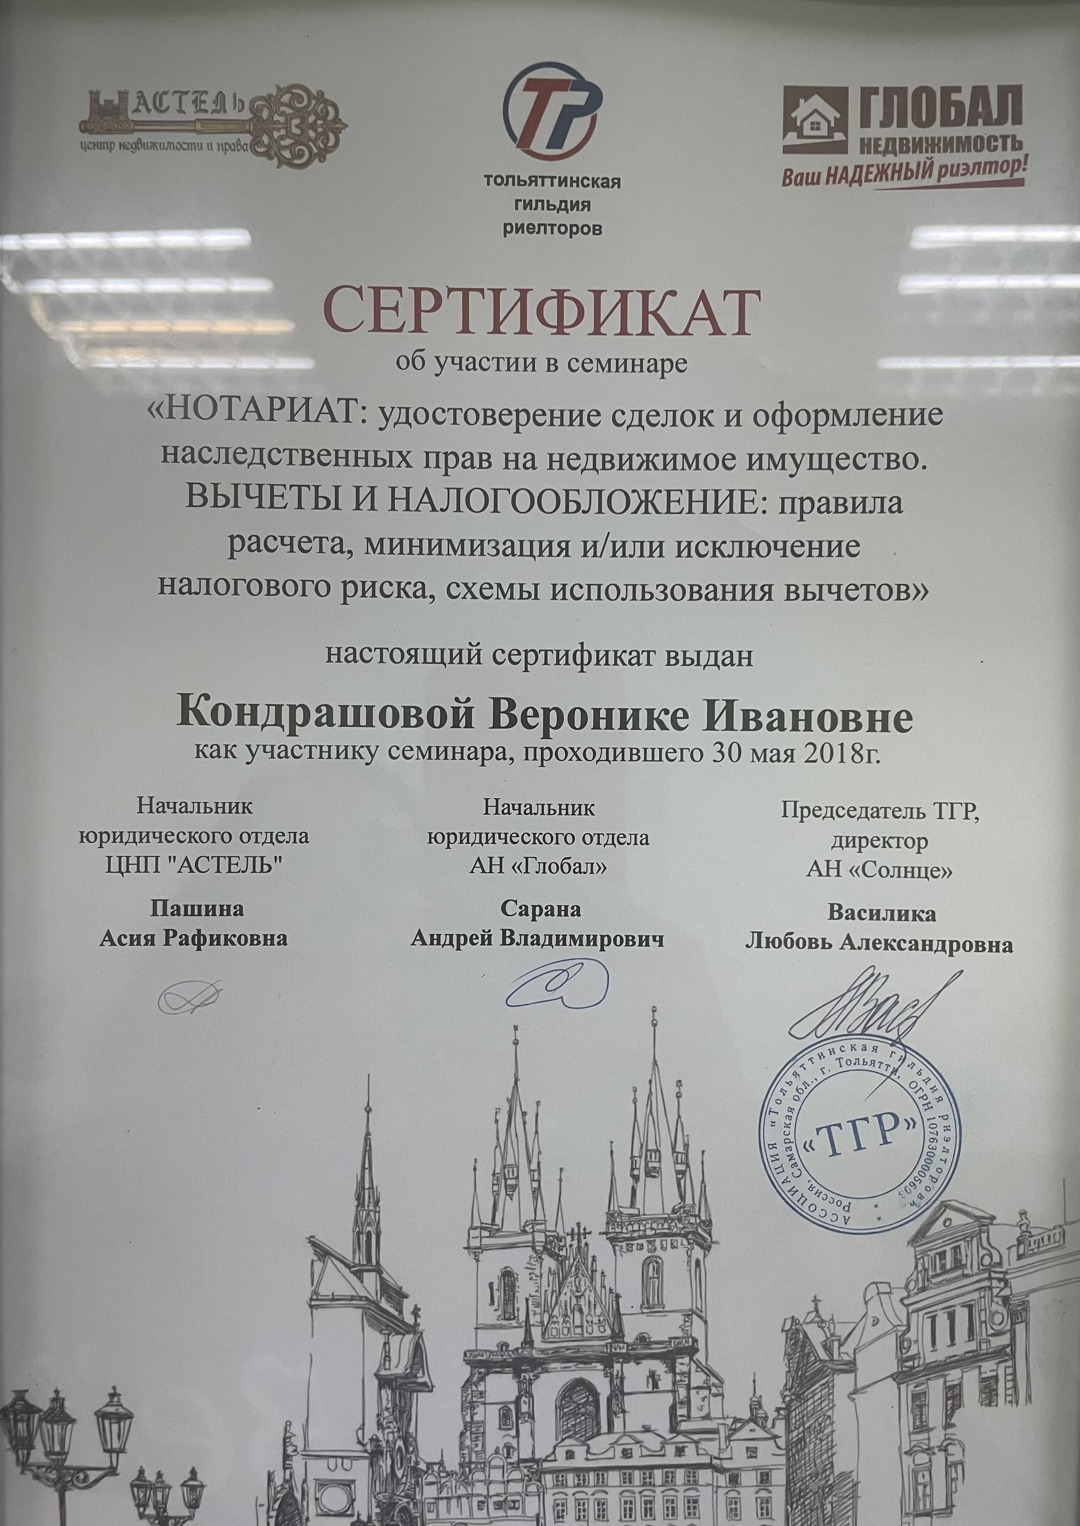 АСТЕЛЬ
центр недвижимости и права
ТР
тольяттинская
гильдия
риелторов
ГЛОБАЛ
НЕДВИЖИМОСТЬ
Ваш НАДЕЖНЫЙ риэлтор!
СЕРТИФИКАТ
об участии в семинаре
«НОТАРИАТ: удостоверение сделок и оформление
наследственных прав на недвижимое имущество.
ВЫЧЕТЫ И НАЛОГООБЛОЖЕНИЕ: правила
расчета, минимизация и/или исключение
налогового риска, схемы использования вычетов»
настоящий сертификат выдан
Кондрашовой Веронике Ивановне
как участнику семинара, проходившего 30 мая 2018г.
Начальник
юридического отдела
ЦНП "АСТЕЛЬ"
Пашина
Асия Рафиковна
Начальник
юридического отдела
АН «Глобал»
Сарана
Андрей Владимирович
Председатель ТГР,
директор
АН «Солнце»
Василика
Любовь Александровна
АССОЦИАЦИЯ «Тольяттинская гильдия риэлторов»
Россия, Самарская обл., г. Тольятти, ОГРН
«ТГР»